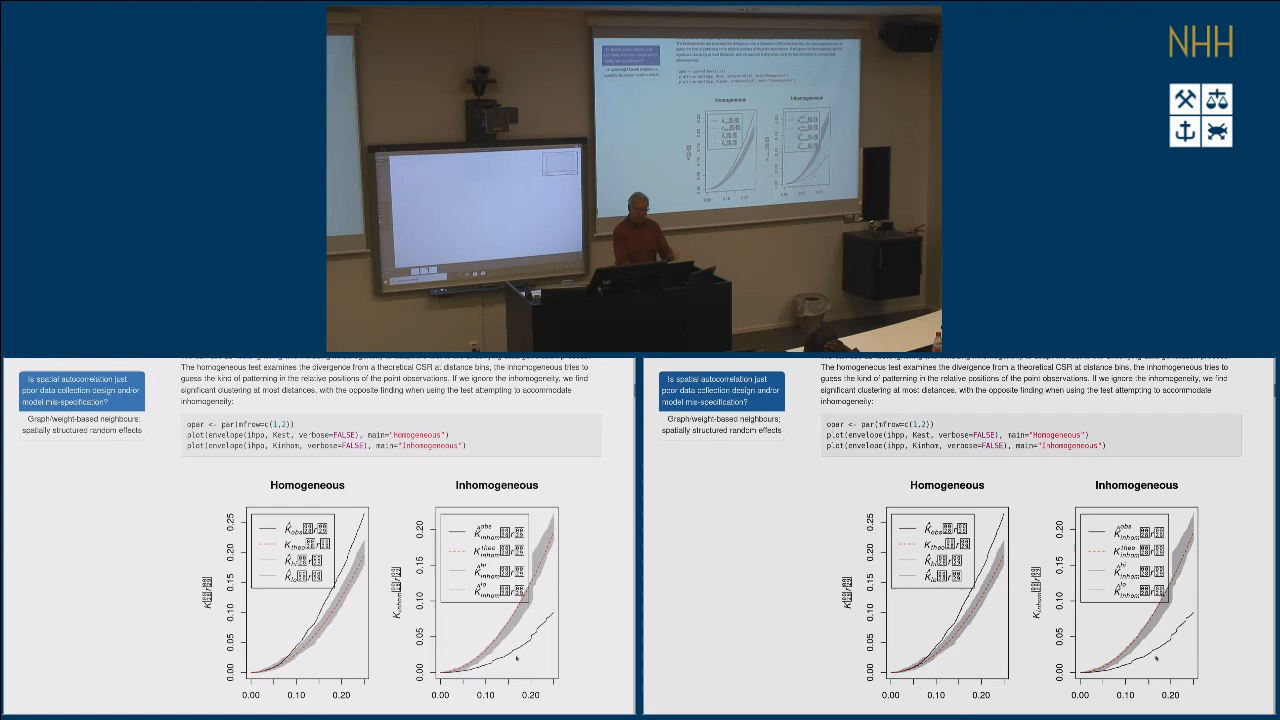 NHH
Is spatial autocorrelation just
poor data collection design and/or
model mis-specification?
Graph/weight-based neighbours;
spatially structured random effects
The homogeneous test examines the divergence from a theoretical CSR at distance bins, the inhomogneous tries to
guess the kind of patterning in the relative positions of the point observations. If we ignore the inhomogeneity, we find
significant clustering at most distances, with the opposite finding when using the test attempting to accommodate
inhomogeneity:
opar <- par(mfrow=c(1,2))
plot(envelope(ihpp, Kest, verbose=FALSE), main="Homogeneous")
plot(envelope(ihpp, Kinhom, verbose=FALSE), main="Inhomogeneous")
Homogeneous
Inhomogeneous
0.25
0.20
0.15
0.10
0.05
0.00
0.00 0.10 0.20
0.20
0.15
0.10
0.05
0.00
0.00 0.10 0.20
Is spatial autocorrelation just
poor data collection design and/or
model mis-specification?
Graph/weight-based neighbours;
spatially structured random effects
The homogeneous test examines the divergence from a theoretical CSR at distance bins, the inhomogneous tries to
guess the kind of patterning in the relative positions of the point observations. If we ignore the inhomogeneity, we find
significant clustering at most distances, with the opposite finding when using the test attempting to accommodate
inhomogeneity:
opar <- par(mfrow=c(1,2))
plot(envelope(ihpp, Kest, verbose=FALSE), main="Homogeneous")
plot(envelope(ihpp, Kinhom, verbose=FALSE), main="Inhomogeneous")
Homogeneous
Inhomogeneous
0.25
0.20
0.15
0.10
0.05
0.00
0.00 0.10 0.20
0.20
0.15
0.10
0.05
0.00
0.00 0.10 0.20